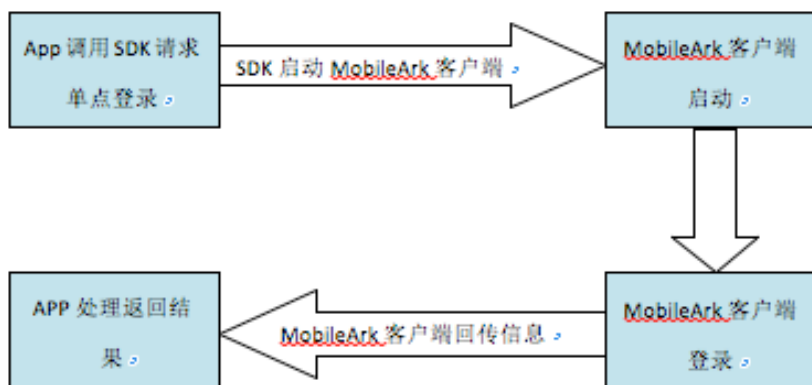 App 调用 SDK 请求
单点登录
SDK 启动 MobileArk 客户端
MobileArk 客户端
启动
APP 处理返回结
果
MobileArk 客户端回传信息
MobileArk 客户端
登录